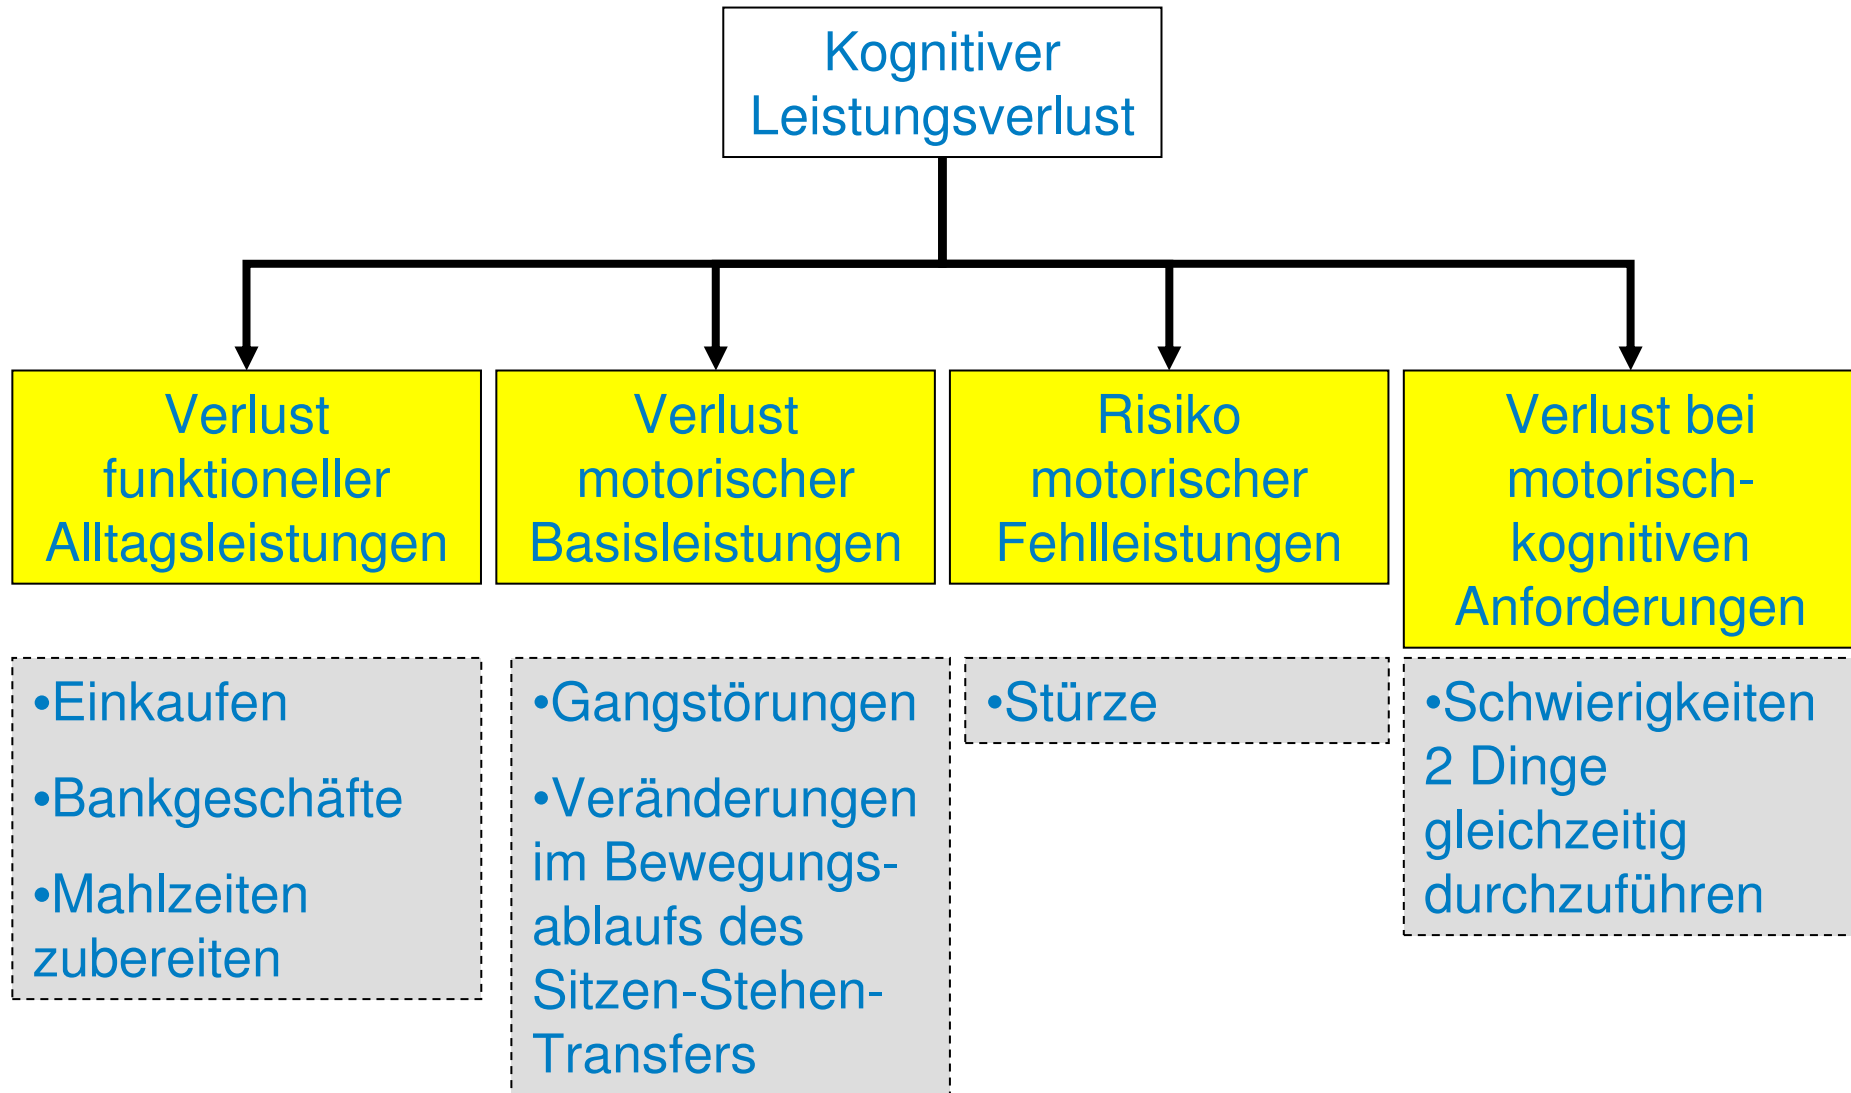 Kognitiver
Leistungsverlust
Verlust
funktioneller
Alltagsleistungen
Verlust
motorischer
Basisleistungen
Risiko
motorischer
Fehlleistungen
Verlust bei
motorisch-
kognitiven
Anforderungen
•Einkaufen
•Bankgeschäfte
•Mahlzeiten
zubereiten
•Gangstörungen
•Veränderungen
im Bewegungs-
ablaufs des
Sitzen-Stehen-
Transfers
•Stürze
•Schwierigkeiten
2 Dinge
gleichzeitig
durchzuführen